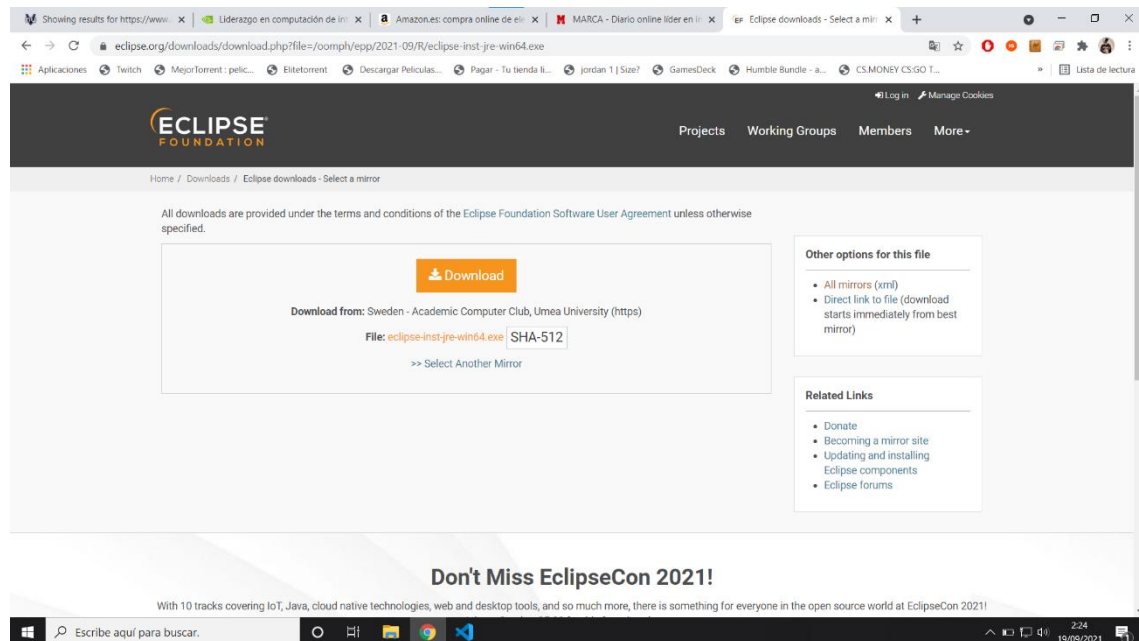 Showing results for https://www.
Liderazgo en computación de in
Amazon.es: compra online de ele
MARCA - Diario online líder en i
Eclipse downloads - Select a mirr
eclipse.org/downloads/download.php?file=/oomph/epp/2021-09/R/eclipse-inst-jre-win64.exe
Aplicaciones
Twitch
MejorTorrent : pelic...
Elitetorrent
Descargar Peliculas...
Pagar - Tu tienda li...
jordan 1 | Size?
GamesDeck
Humble Bundle - a...
CS.MONEY CS:GO T...
»
Lista de lectura
Log in
Manage Cookies
ECLIPSE
FOUNDATION
Projects
Working Groups
Members
More
Home / Downloads / Eclipse downloads - Select a mirror
All downloads are provided under the terms and conditions of the Eclipse Foundation Software User Agreement unless otherwise
specified.
Download
Download from: Sweden - Academic Computer Club, Umea University (https)
File: eclipse-inst-jre-win64.exe SHA-512
>> Select Another Mirror
Other options for this file
All mirrors (xml)
Direct link to file (download
starts immediately from best
mirror)
Related Links
Donate
Becoming a mirror site
Updating and installing
Eclipse components
Eclipse forums
Don't Miss EclipseCon 2021!
With 10 tracks covering IoT, Java, cloud native technologies, web and desktop tools, and so much more, there is something for everyone in the open source world at EclipseCon 2021!
Escribe aquí para buscar.
2:24
19/09/2021